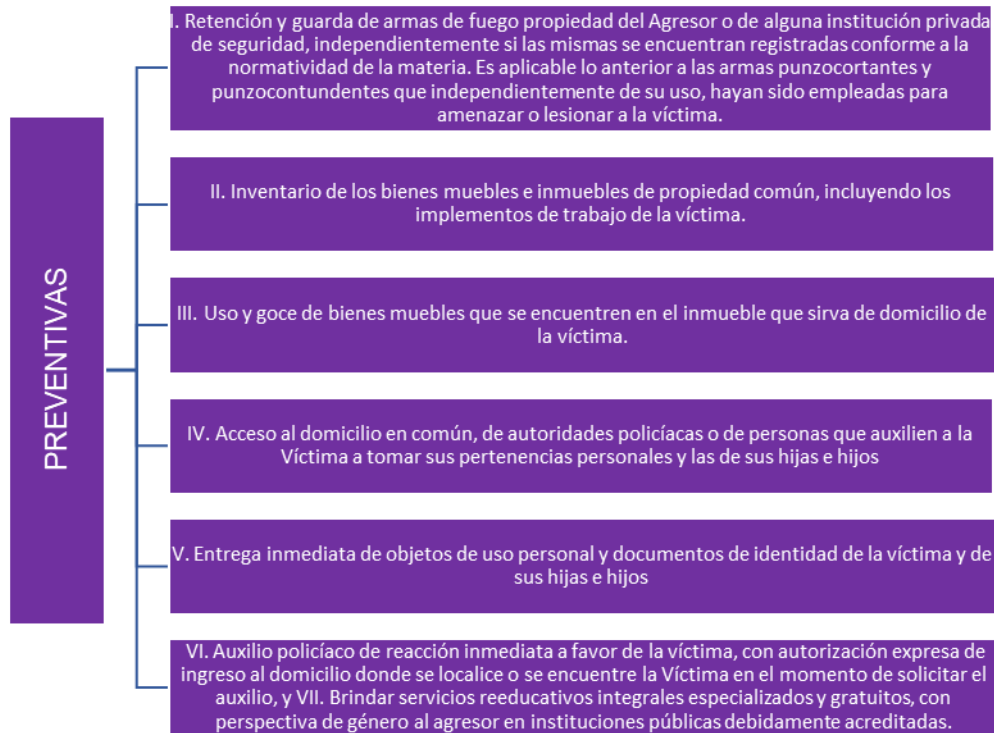 PREVENTIVAS
I. Retención y guarda de armas de fuego propiedad del Agresor o de alguna institución privada
de seguridad, independientemente si las mismas se encuentran registradas conforme a la
normatividad de la materia. Es aplicable lo anterior a las armas punzocortantes y
punzocontundentes que independientemente de su uso, hayan sido empleadas para
amenazar o lesionar a la víctima.
II. Inventario de los bienes muebles e inmuebles de propiedad común, incluyendo los
implementos de trabajo de la víctima.
III. Uso y goce de bienes muebles que se encuentren en el inmueble que sirva de domicilio de
la víctima.
IV. Acceso al domicilio en común, de autoridades policíacas o de personas que auxilien a la
Víctima a tomar sus pertenencias personales y las de sus hijas e hijos
V. Entrega inmediata de objetos de uso personal y documentos de identidad de la víctima y de
sus hijas e hijos
VI. Auxilio policíaco de reacción inmediata a favor de la víctima, con autorización expresa de
ingreso al domicilio donde se localice o se encuentre la Víctima en el momento de solicitar el
auxilio, y VII. Brindar servicios reeducativos integrales especializados y gratuitos, con
perspectiva de género al agresor en instituciones públicas debidamente acreditadas.